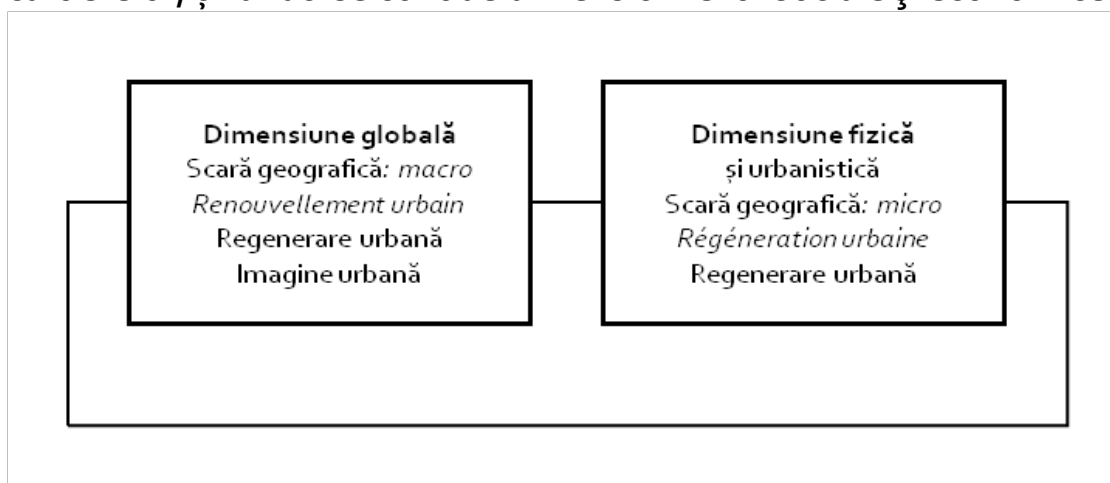 Dimensiune globală
Scară geografică: macro
Renouvellement urbain
Regenerare urbană
Imagine urbană
Dimensiune fizică
și urbanistică
Scară geografică: micro
Régéneration urbaine
Regenerare urbană